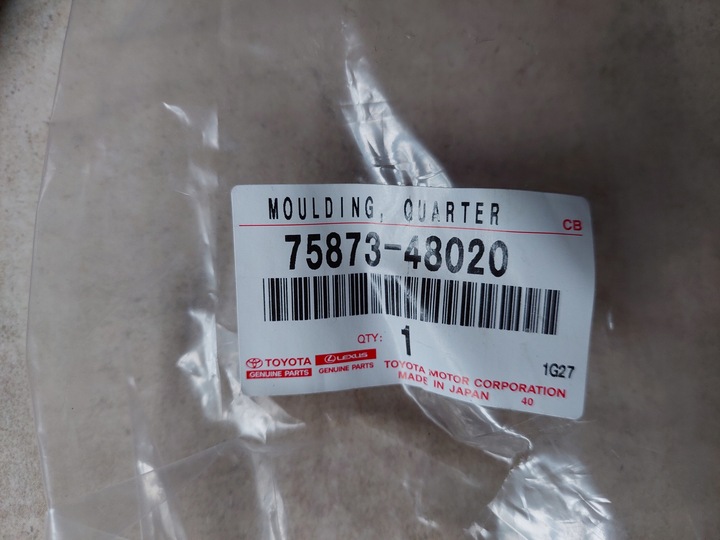 MOULDING, QUARTER
CB
75873-48020
QTY: 1
TOYOTA
GENUINE PARTS
LEXUS
GENUINE PARTS
1G27
TOYOTA MOTOR CORPORATION
MADE IN JAPAN 40